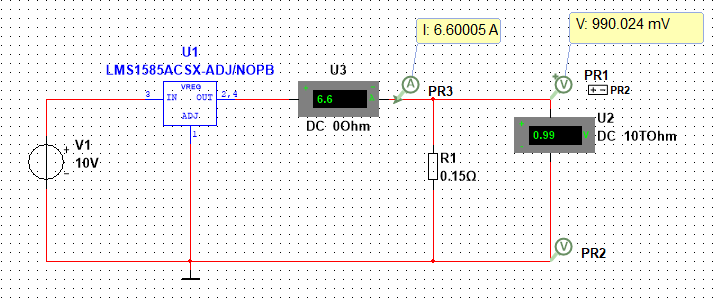 I: 6.60005 A
V: 990.024 mV
U1
LMS1585ACSX-ADJ/NOPB
VREG
IN OUT
ADJ
3
2,4
1
U3
6.6
A
DC 0Ohm
A
PR3
V
PR1
+ - PR2
U2
0.99
V
DC 10TOhm
V1
10V
+
−
R1
0.15Ω
V
PR2